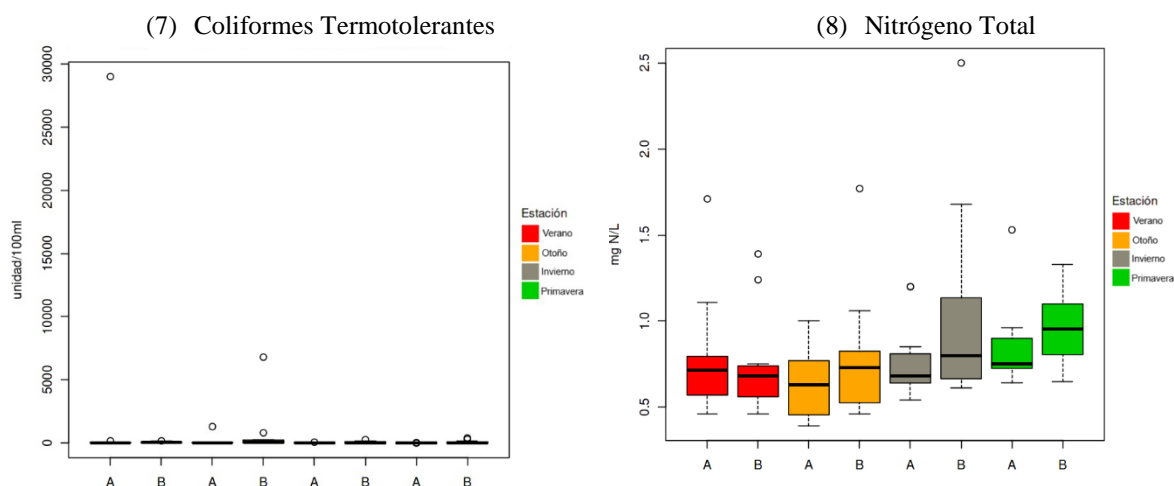 (7) Coliformes Termotolerantes
30000
25000
20000
15000
10000
5000
0
unidad/100ml
A B A B A B A B
Estación
Verano
Otoño
Invierno
Primavera
(8) Nitrógeno Total
2.5
2.0
1.5
1.0
0.5
mg N/L
A B A B A B A B
Estación
Verano
Otoño
Invierno
Primavera